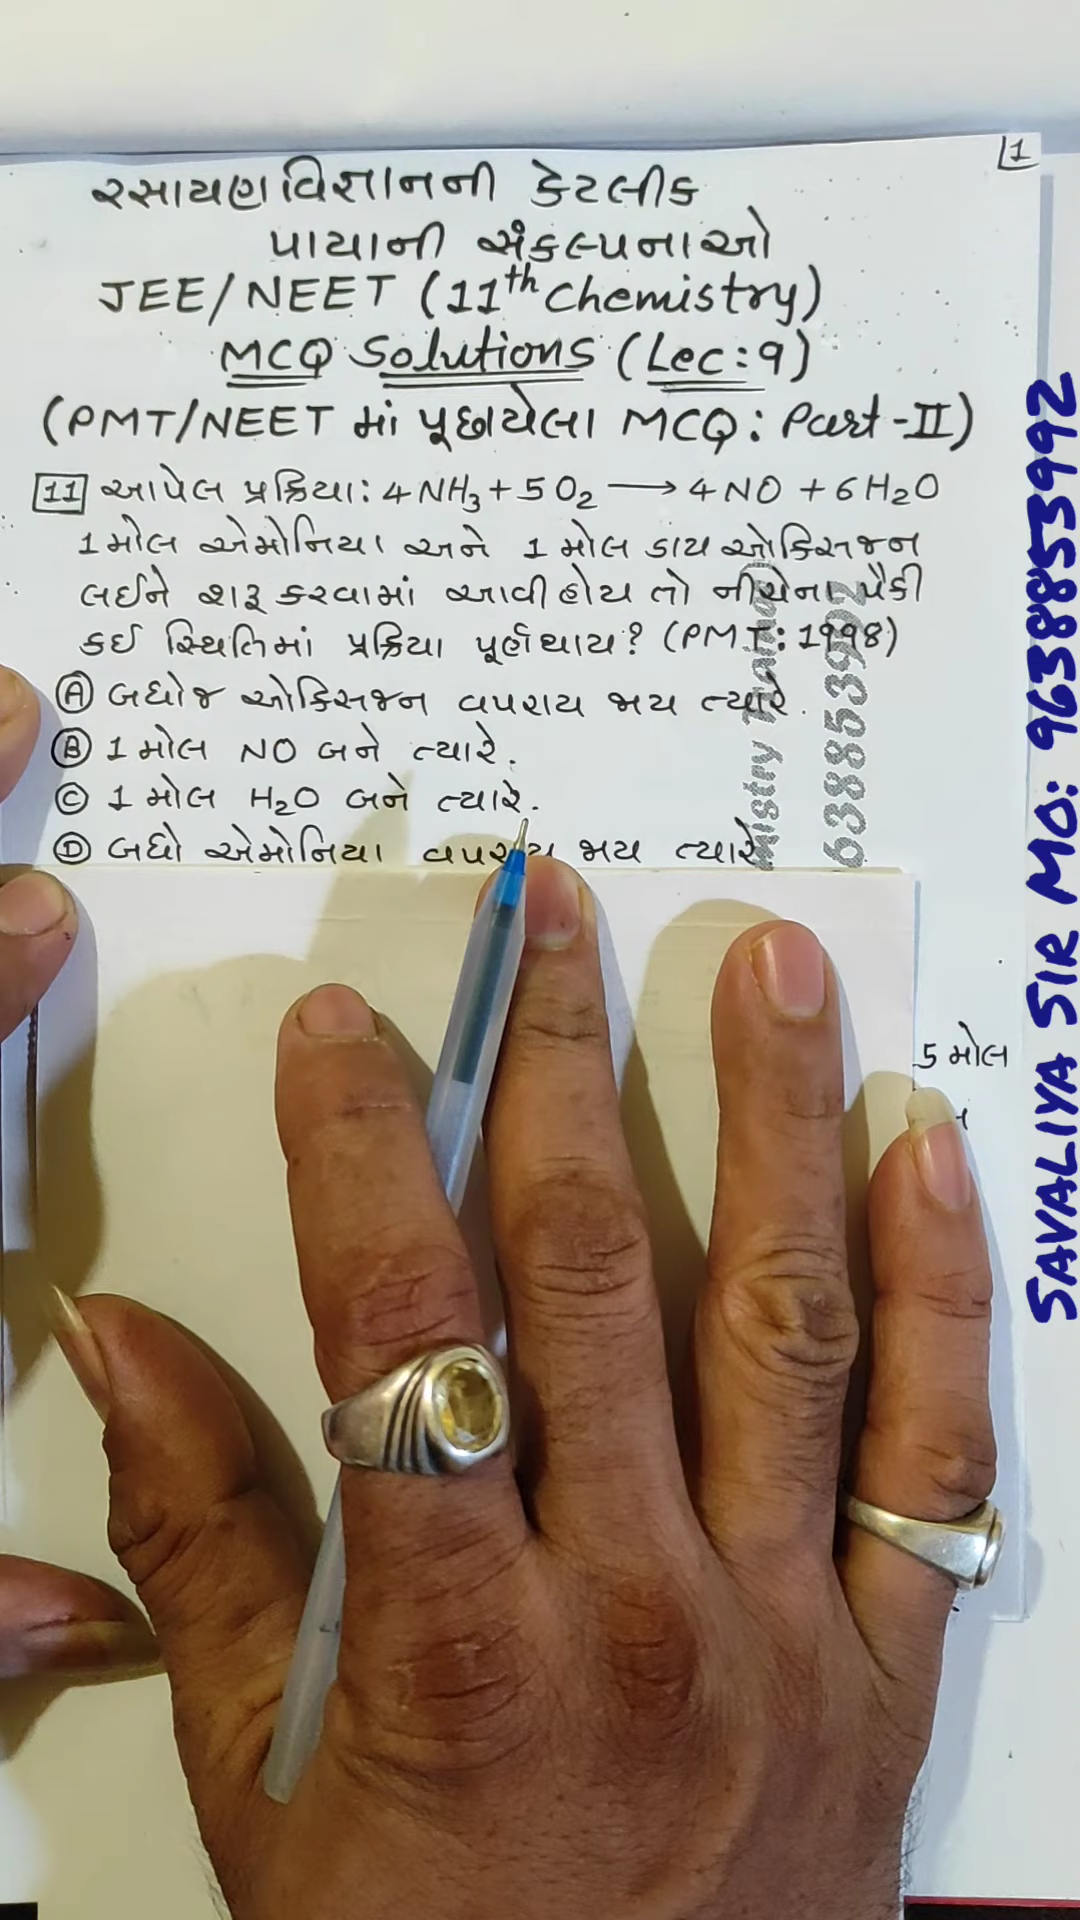 1
રસાયણવિજ્ઞાનની કેટલીક
પાયાની સંકલ્પનાઓ
JEE/NEET (11th Chemistry)
MCQ Solutions (Lec:9)
(PMT/NEET માં પૂછાયેલા MCQ: Part-II)
11 આપેલ પ્રક્રિયા: 4NH₃+5O₂ ⟶ 4NO+6H₂O
1 મોલ એમોનિયા અને 1 મોલ ડાય ઓક્સિજન
લઈને શરૂ કરવામાં આવી હોય તો નીચેના પૈકી
કઈ સ્થિતિમાં પ્રક્રિયા પૂર્ણ થાય? (PMT: 1998)
A બધોજ ઓક્સિજન વપરાય જાય ત્યારે.
B 1 મોલ NO બને ત્યારે.
C 1 મોલ H₂O બને ત્યારે.
D બધો એમોનિયા વપરાય જાય ત્યારે
5 મોલ
SAVALIYA SIR MO: 9638853992
mistry
638853992